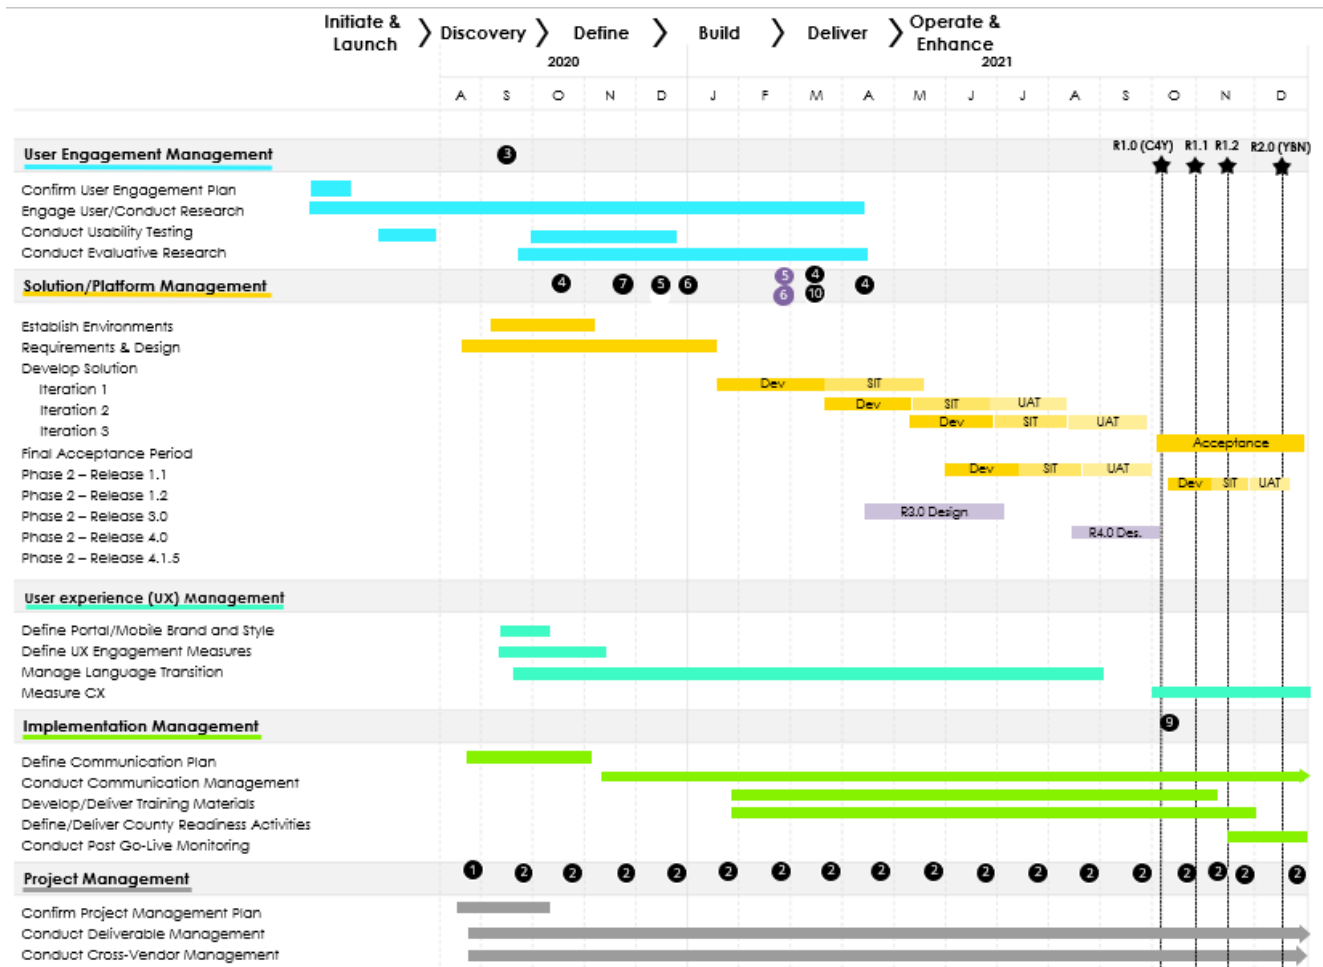 Initiate & Launch
Discovery
Define
Build
Deliver
Operate & Enhance
2020
2021
A S O N D J F M A M J J A S O N D
User Engagement Management
3
R1.0 (C4Y) R1.1 R1.2 R2.0 (YBN)
Confirm User Engagement Plan
Engage User/Conduct Research
Conduct Usability Testing
Conduct Evaluative Research
Solution/Platform Management
4 7 5 6 5 4 4
6 10
Establish Environments
Requirements & Design
Develop Solution
Iteration 1
Dev SIT
Iteration 2
Dev SIT UAT
Iteration 3
Dev SIT UAT
Final Acceptance Period
Acceptance
Phase 2 – Release 1.1
Dev SIT UAT
Phase 2 – Release 1.2
Dev SIT UAT
Phase 2 – Release 3.0
R3.0 Design
Phase 2 – Release 4.0
R4.0 Des.
Phase 2 – Release 4.1.5
User experience (UX) Management
Define Portal/Mobile Brand and Style
Define UX Engagement Measures
Manage Language Transition
Measure CX
Implementation Management
9
Define Communication Plan
Conduct Communication Management
Develop/Deliver Training Materials
Define/Deliver County Readiness Activities
Conduct Post Go-Live Monitoring
Project Management
1 2 2 2 2 2 2 2 2 2 2 2 2 2 2 2 2 2
Confirm Project Management Plan
Conduct Deliverable Management
Conduct Cross-Vendor Management